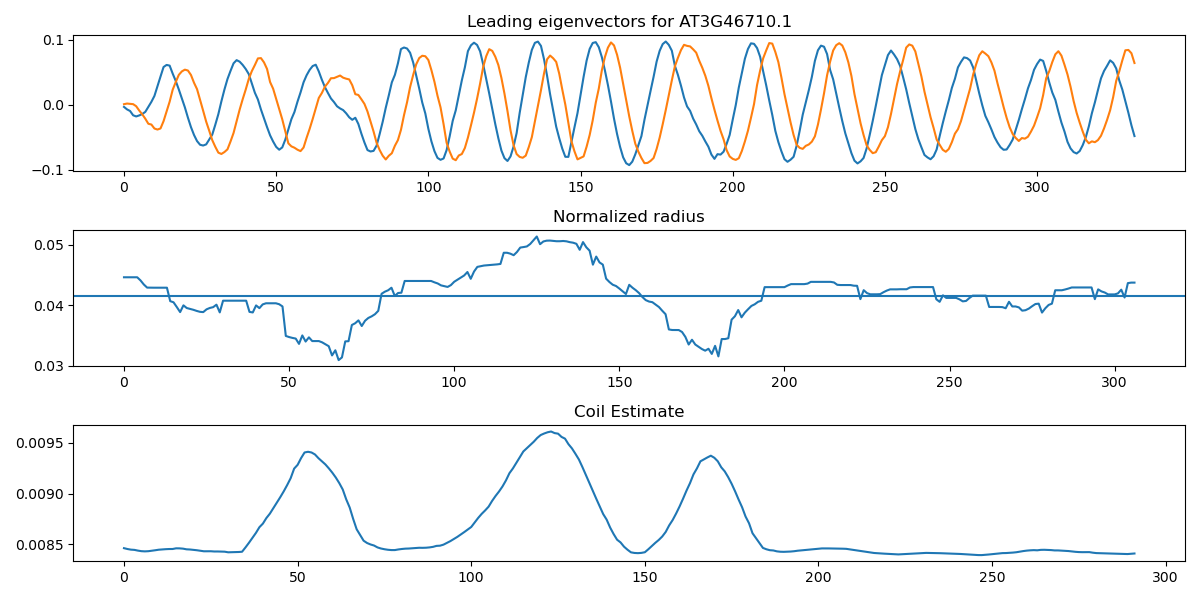 Leading eigenvectors for AT3G46710.1
0.1
0.0
−0.1
0 50 100 150 200 250 300
Normalized radius
0.05
0.04
0.03
0 50 100 150 200 250 300
Coil Estimate
0.0095
0.0090
0.0085
0 50 100 150 200 250 300